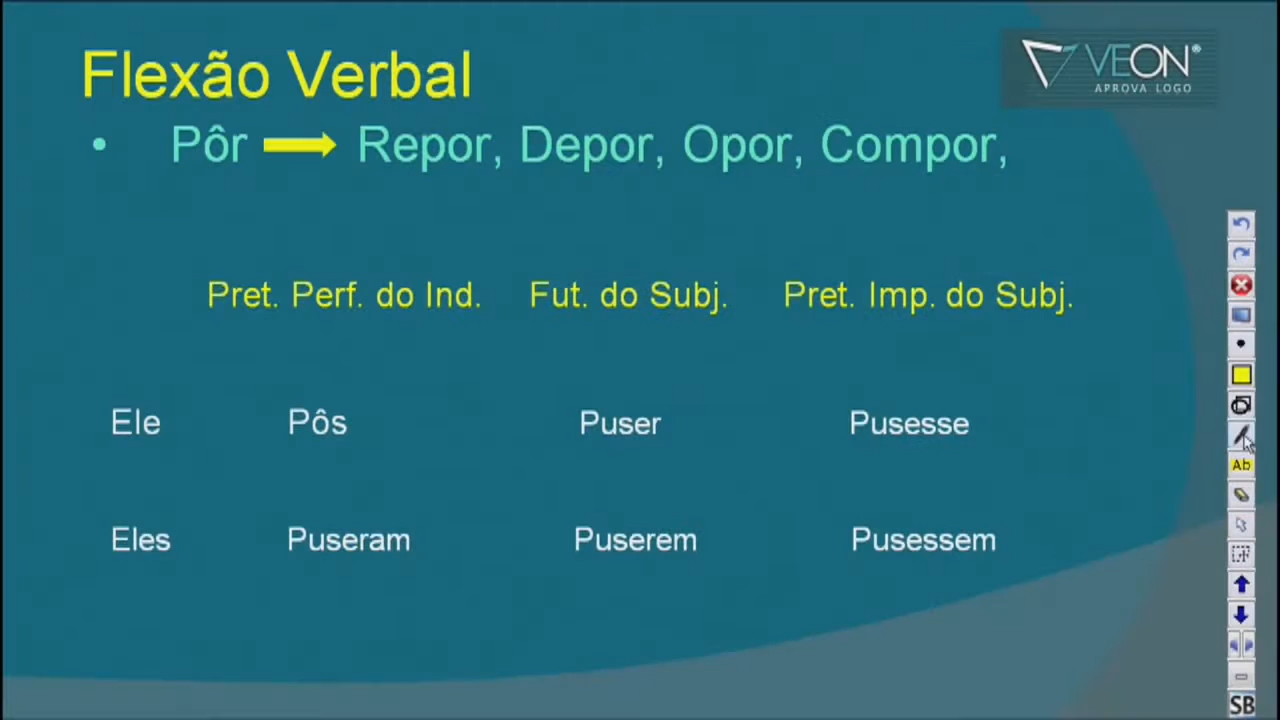 Flexão Verbal
VEON®
APROVA LOGO
• Pôr Repor, Depor, Opor, Compor,
Pret. Perf. do Ind. Fut. do Subj. Pret. Imp. do Subj.
Ele Pôs Puser Pusesse
Eles Puseram Puserem Pusessem
Ab
SB